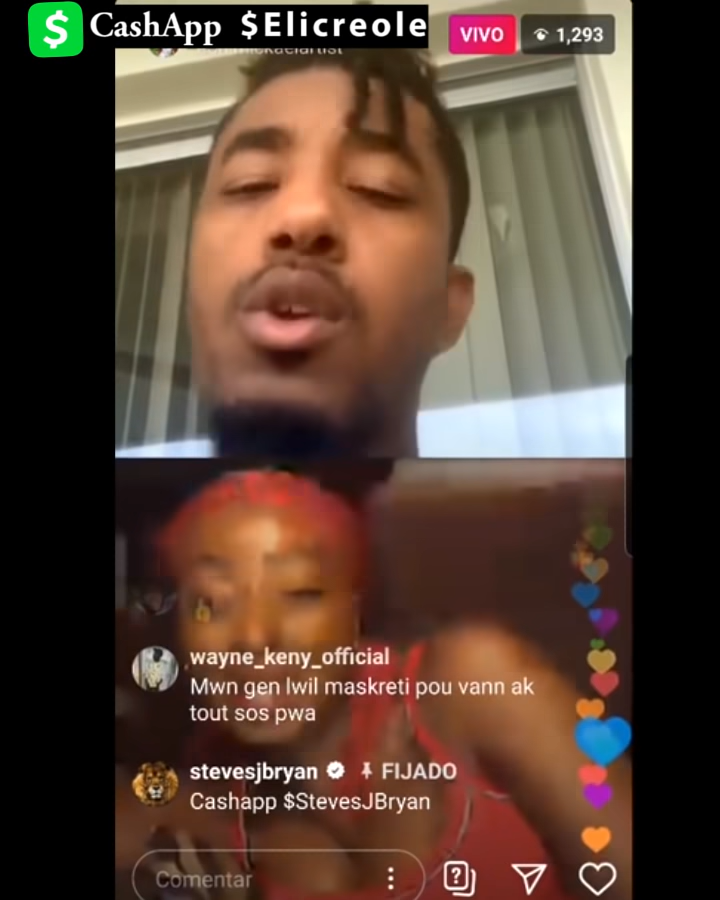 $ CashApp $Elicreole
VIVO 1,293
wayne_keny_official
Mwn gen lwil maskreti pou vann ak
tout sos pwa
stevesjbryan FIJADO
Cashapp $StevesJBryan
Comentar